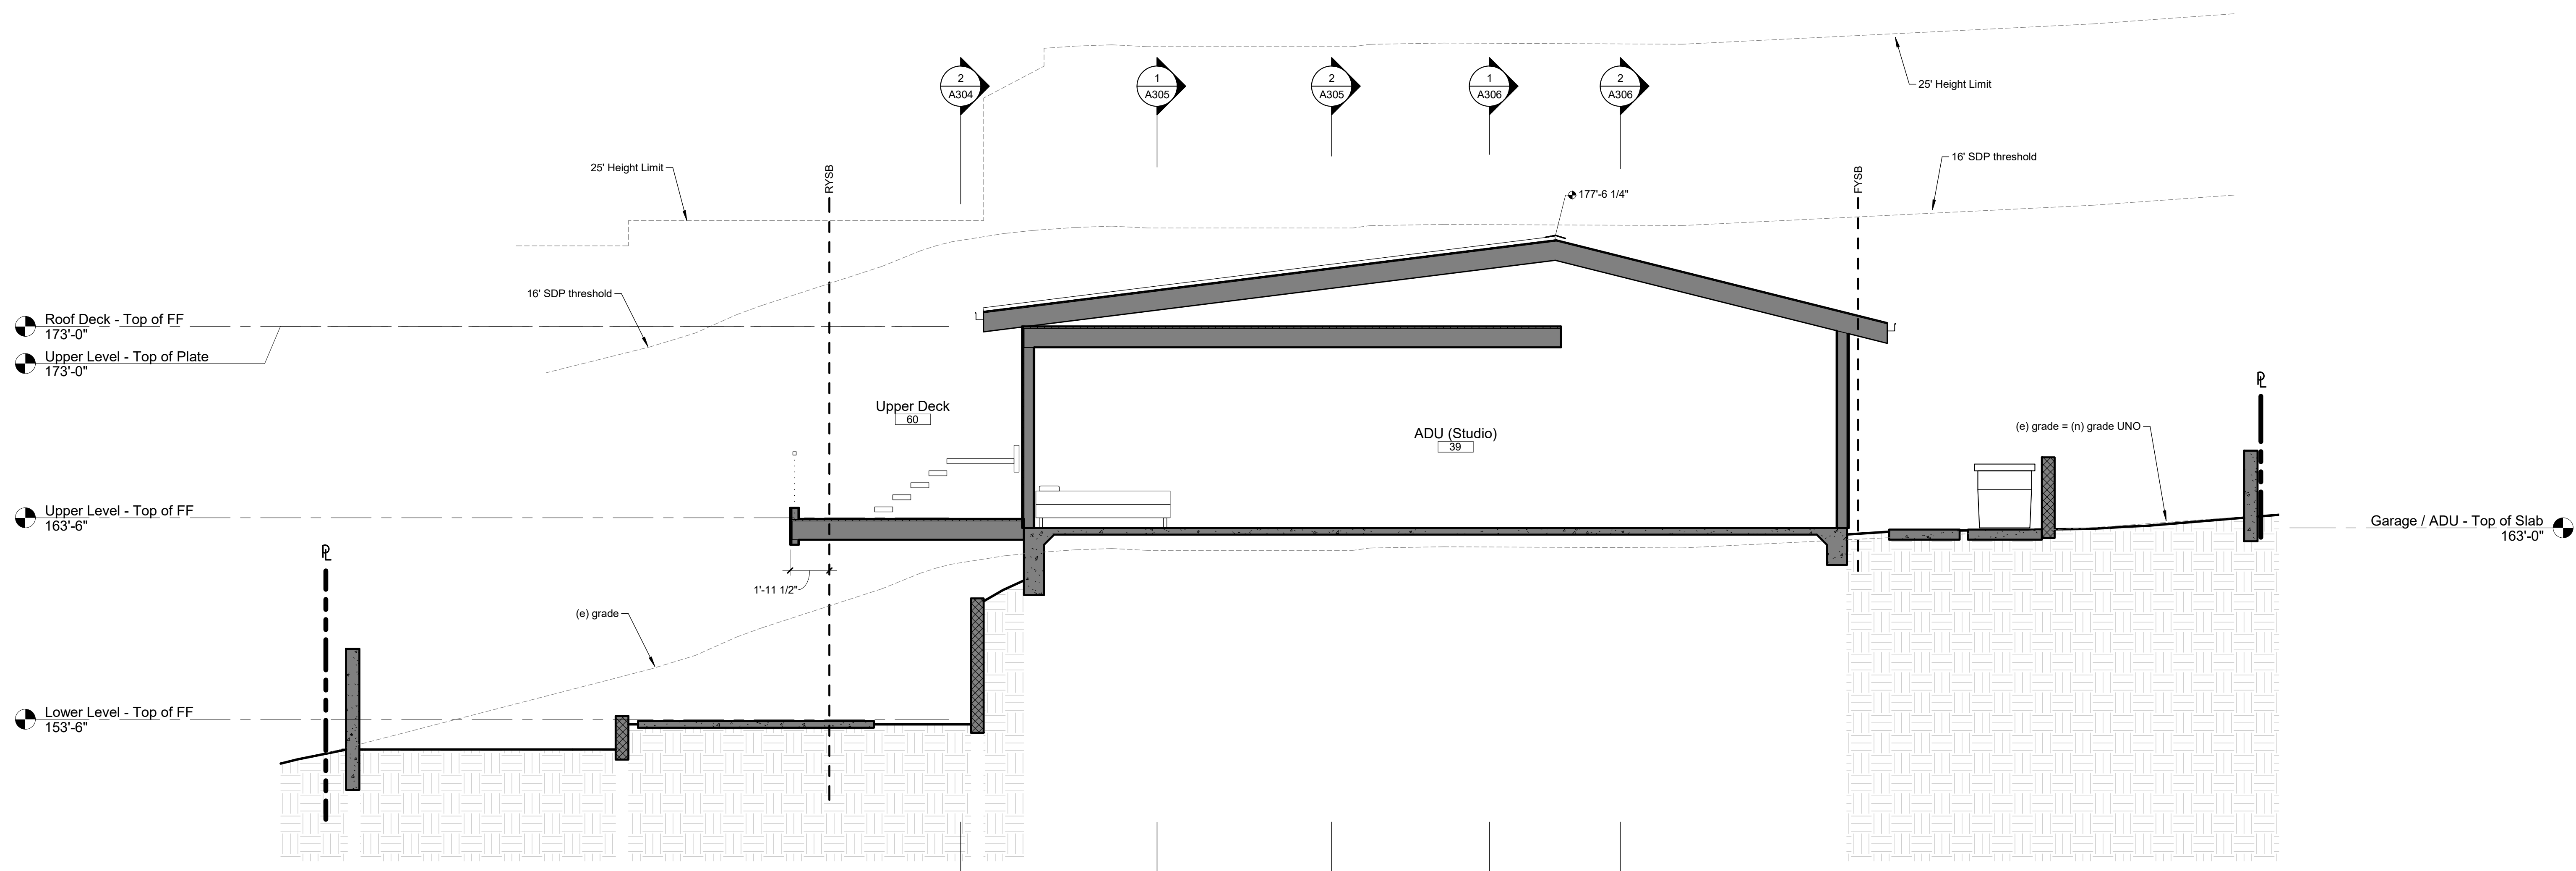 2
A304
1
A305
2
A305
1
A306
2
A306
25' Height Limit
25' Height Limit
16' SDP threshold
RYSB
FYSB
177'-6 1/4"
16' SDP threshold
Roof Deck - Top of FF
173'-0"
Upper Level - Top of Plate
173'-0"
Upper Deck
60
ADU (Studio)
39
PL
(e) grade = (n) grade UNO
Upper Level - Top of FF
163'-6"
Garage / ADU - Top of Slab
163'-0"
PL
1'-11 1/2"
(e) grade
Lower Level - Top of FF
153'-6"